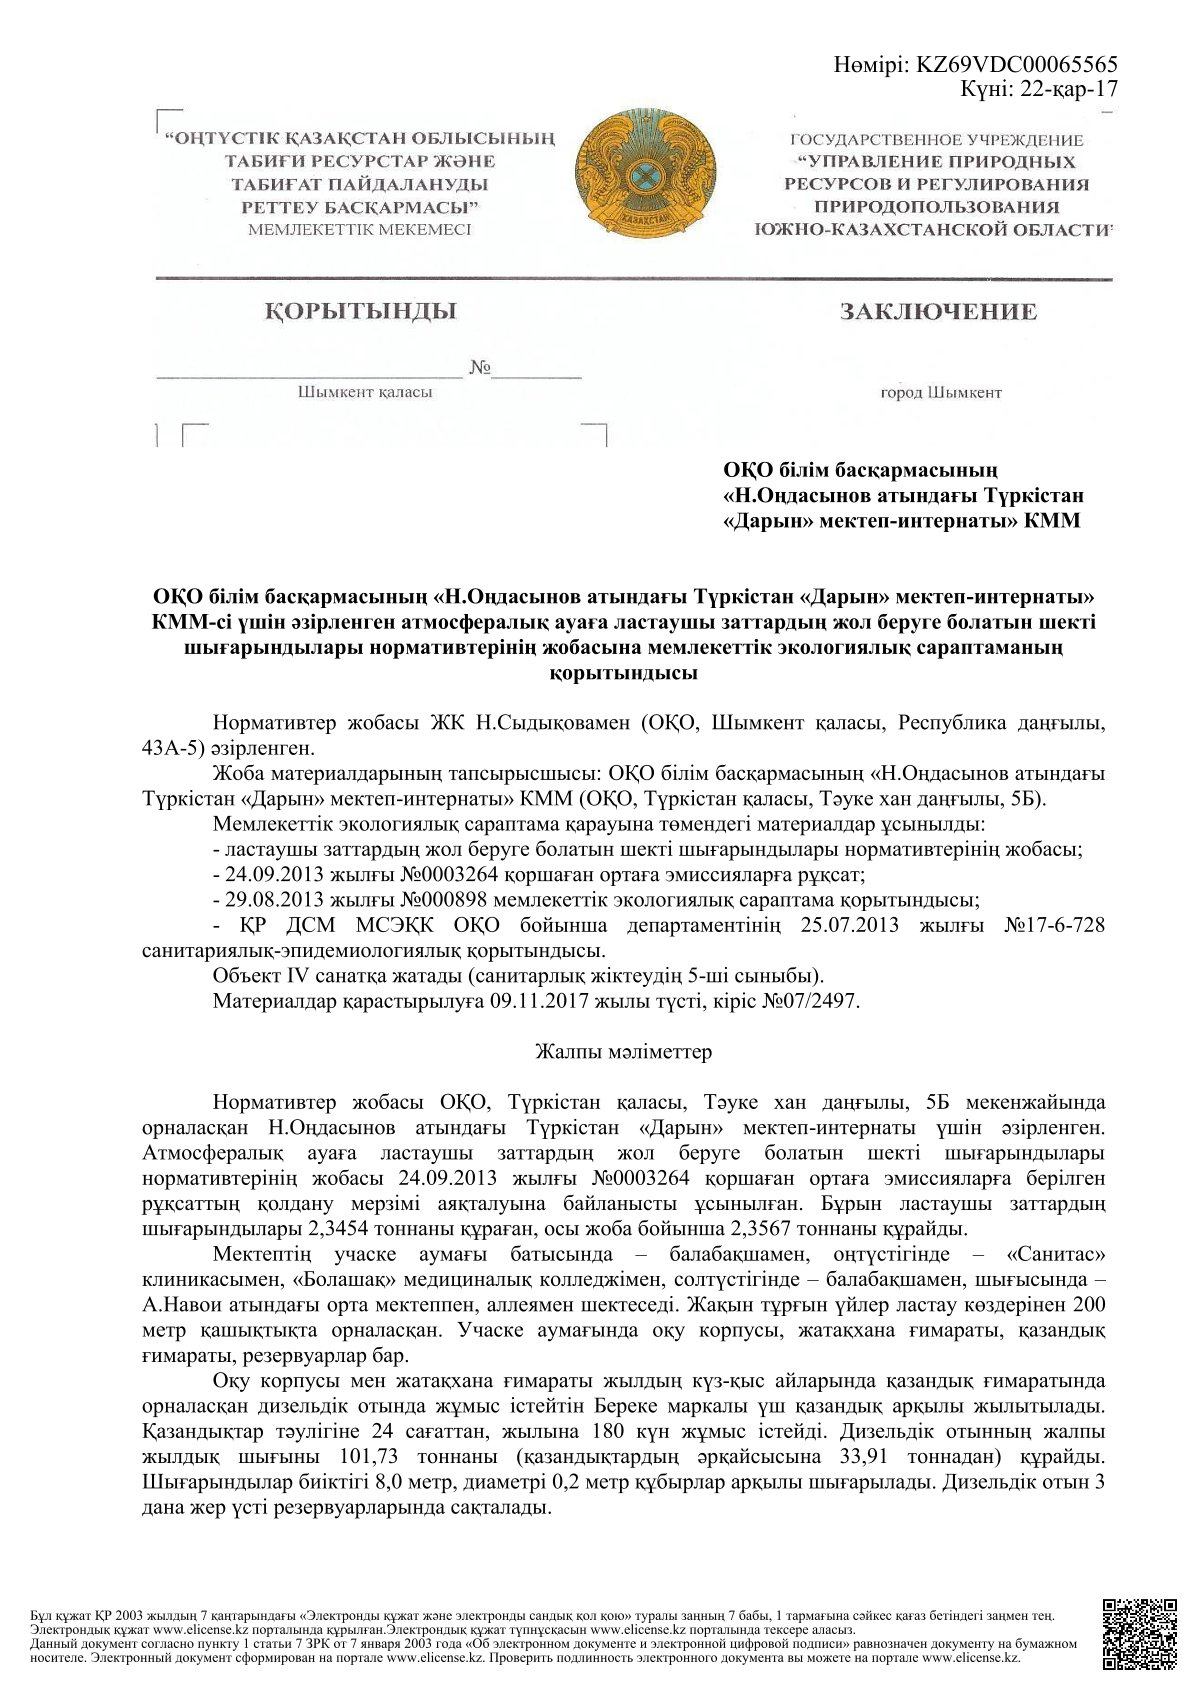 Нөмірі: KZ69VDC00065565
Күні: 22-қар-17
“ОҢТҮСТІК ҚАЗАҚСТАН ОБЛЫСЫНЫҢ
ТАБИҒИ РЕСУРСТАР ЖӘНЕ
ТАБИҒАТ ПАЙДАЛАНУДЫ
РЕТТЕУ БАСҚАРМАСЫ”
МЕМЛЕКЕТТІК МЕКЕМЕСІ
ҚАЗАҚСТАН
ГОСУДАРСТВЕННОЕ УЧРЕЖДЕНИЕ
“УПРАВЛЕНИЕ ПРИРОДНЫХ
РЕСУРСОВ И РЕГУЛИРОВАНИЯ
ПРИРОДОПОЛЬЗОВАНИЯ
ЮЖНО-КАЗАХСТАНСКОЙ ОБЛАСТИ”
ҚОРЫТЫНДЫ
ЗАКЛЮЧЕНИЕ
№
Шымкент қаласы
город Шымкент
ОҚО білім басқармасының
«Н.Оңдасынов атындағы Түркістан
«Дарын» мектеп-интернаты» КММ
ОҚО білім басқармасының «Н.Оңдасынов атындағы Түркістан «Дарын» мектеп-интернаты»
КММ-сі үшін әзірленген атмосфералық ауаға ластаушы заттардың жол беруге болатын шекті
шығарындылары нормативтерінің жобасына мемлекеттік экологиялық сараптаманың
қорытындысы
Нормативтер жобасы ЖК Н.Сыдықовамен (ОҚО, Шымкент қаласы, Республика даңғылы,
43А-5) әзірленген.
Жоба материалдарының тапсырысшысы: ОҚО білім басқармасының «Н.Оңдасынов атындағы
Түркістан «Дарын» мектеп-интернаты» КММ (ОҚО, Түркістан қаласы, Тәуке хан даңғылы, 5Б).
Мемлекеттік экологиялық сараптама қарауына төмендегі материалдар ұсынылды:
- ластаушы заттардың жол беруге болатын шекті шығарындылары нормативтерінің жобасы;
- 24.09.2013 жылғы №0003264 қоршаған ортаға эмиссияларға рұқсат;
- 29.08.2013 жылғы №000898 мемлекеттік экологиялық сараптама қорытындысы;
- ҚР ДСМ МСЭҚК ОҚО бойынша департаментінің 25.07.2013 жылғы №17-6-728
санитариялық-эпидемиологиялық қорытындысы.
Объект IV санатқа жатады (санитарлық жіктеудің 5-ші сыныбы).
Материалдар қарастырылуға 09.11.2017 жылы түсті, кіріс №07/2497.
Жалпы мәліметтер
Нормативтер жобасы ОҚО, Түркістан қаласы, Тәуке хан даңғылы, 5Б мекенжайында
орналасқан Н.Оңдасынов атындағы Түркістан «Дарын» мектеп-интернаты үшін әзірленген.
Атмосфералық ауаға ластаушы заттардың жол беруге болатын шекті шығарындылары
нормативтерінің жобасы 24.09.2013 жылғы №0003264 қоршаған ортаға эмиссияларға берілген
рұқсаттың қолдану мерзімі аяқталуына байланысты ұсынылған. Бұрын ластаушы заттардың
шығарындылары 2,3454 тоннаны құраған, осы жоба бойынша 2,3567 тоннаны құрайды.
Мектептің учаске аумағы батысында – балабақшамен, оңтүстігінде – «Санитас»
клиникасымен, «Болашақ» медициналық колледжімен, солтүстігінде – балабақшамен, шығысында –
А.Навои атындағы орта мектеппен, аллеямен шектеседі. Жақын тұрғын үйлер ластау көздерінен 200
метр қашықтықта орналасқан. Учаске аумағында оқу корпусы, жатақхана ғимараты, қазандық
ғимараты, резервуарлар бар.
Оқу корпусы мен жатақхана ғимараты жылдың күз-қыс айларында қазандық ғимаратында
орналасқан дизельдік отында жұмыс істейтін Береке маркалы үш қазандық арқылы жылытылады.
Қазандықтар тәулігіне 24 сағаттан, жылына 180 күн жұмыс істейді. Дизельдік отынның жалпы
жылдық шығыны 101,73 тоннаны (қазандықтардың әрқайсысына 33,91 тоннадан) құрайды.
Шығарындылар биіктігі 8,0 метр, диаметрі 0,2 метр құбырлар арқылы шығарылады. Дизельдік отын 3
дана жер үсті резервуарларында сақталады.
Бұл құжат ҚР 2003 жылдың 7 қаңтарындағы «Электронды құжат және электронды сандық қол қою» туралы заңның 7 бабы, 1 тармағына сәйкес қағаз бетіндегі заңмен тең.
Электрондық құжат www.elicense.kz порталында құрылған.Электрондық құжат түпнұсқасын www.elicense.kz порталында тексере аласыз.
Данный документ согласно пункту 1 статьи 7 ЗРК от 7 января 2003 года «Об электронном документе и электронной цифровой подписи» равнозначен документу на бумажном
носителе. Электронный документ сформирован на портале www.elicense.kz. Проверить подлинность электронного документа вы можете на портале www.elicense.kz.